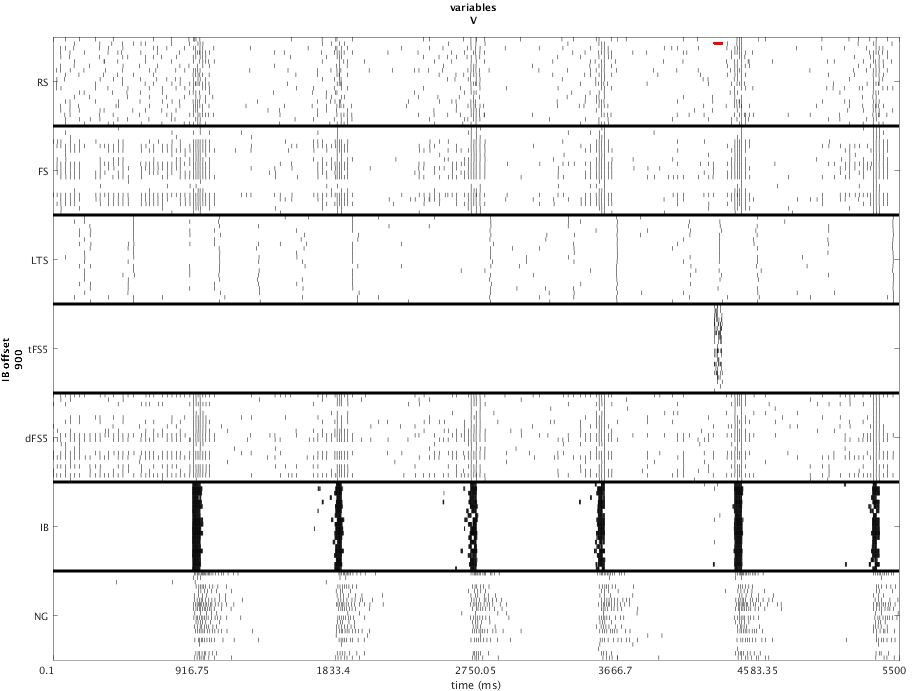 variables
V
RS
FS
LTS
tFS5
dFS5
IB
NG
IB offset
900
0.1 916.75 1833.4 2750.05 3666.7 4583.35 5500
time (ms)